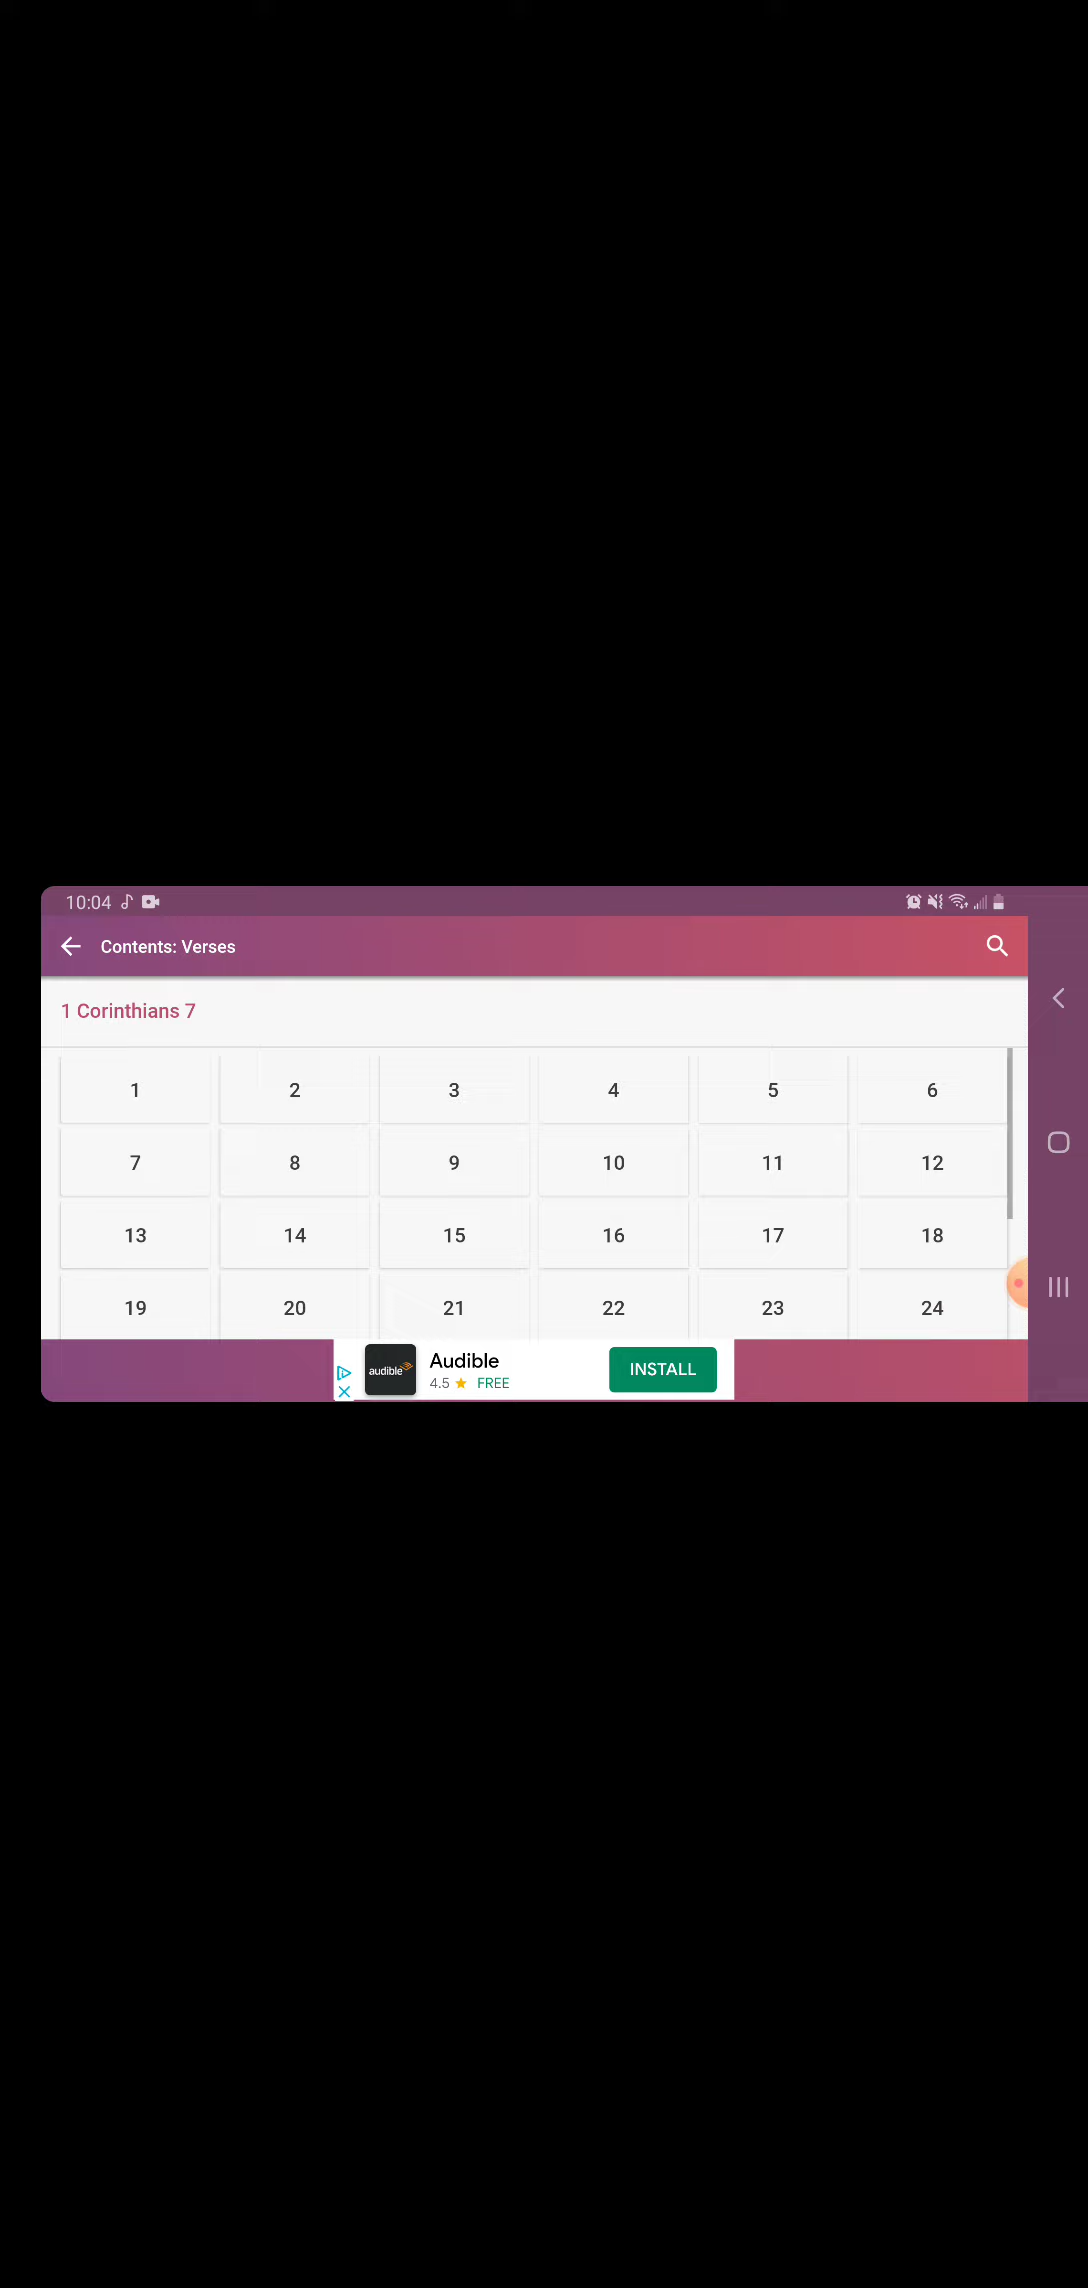 10:04
Contents: Verses
1 Corinthians 7
1 2 3 4 5 6
7 8 9 10 11 12
13 14 15 16 17 18
19 20 21 22 23 24
audible
Audible
4.5 ★ FREE
INSTALL